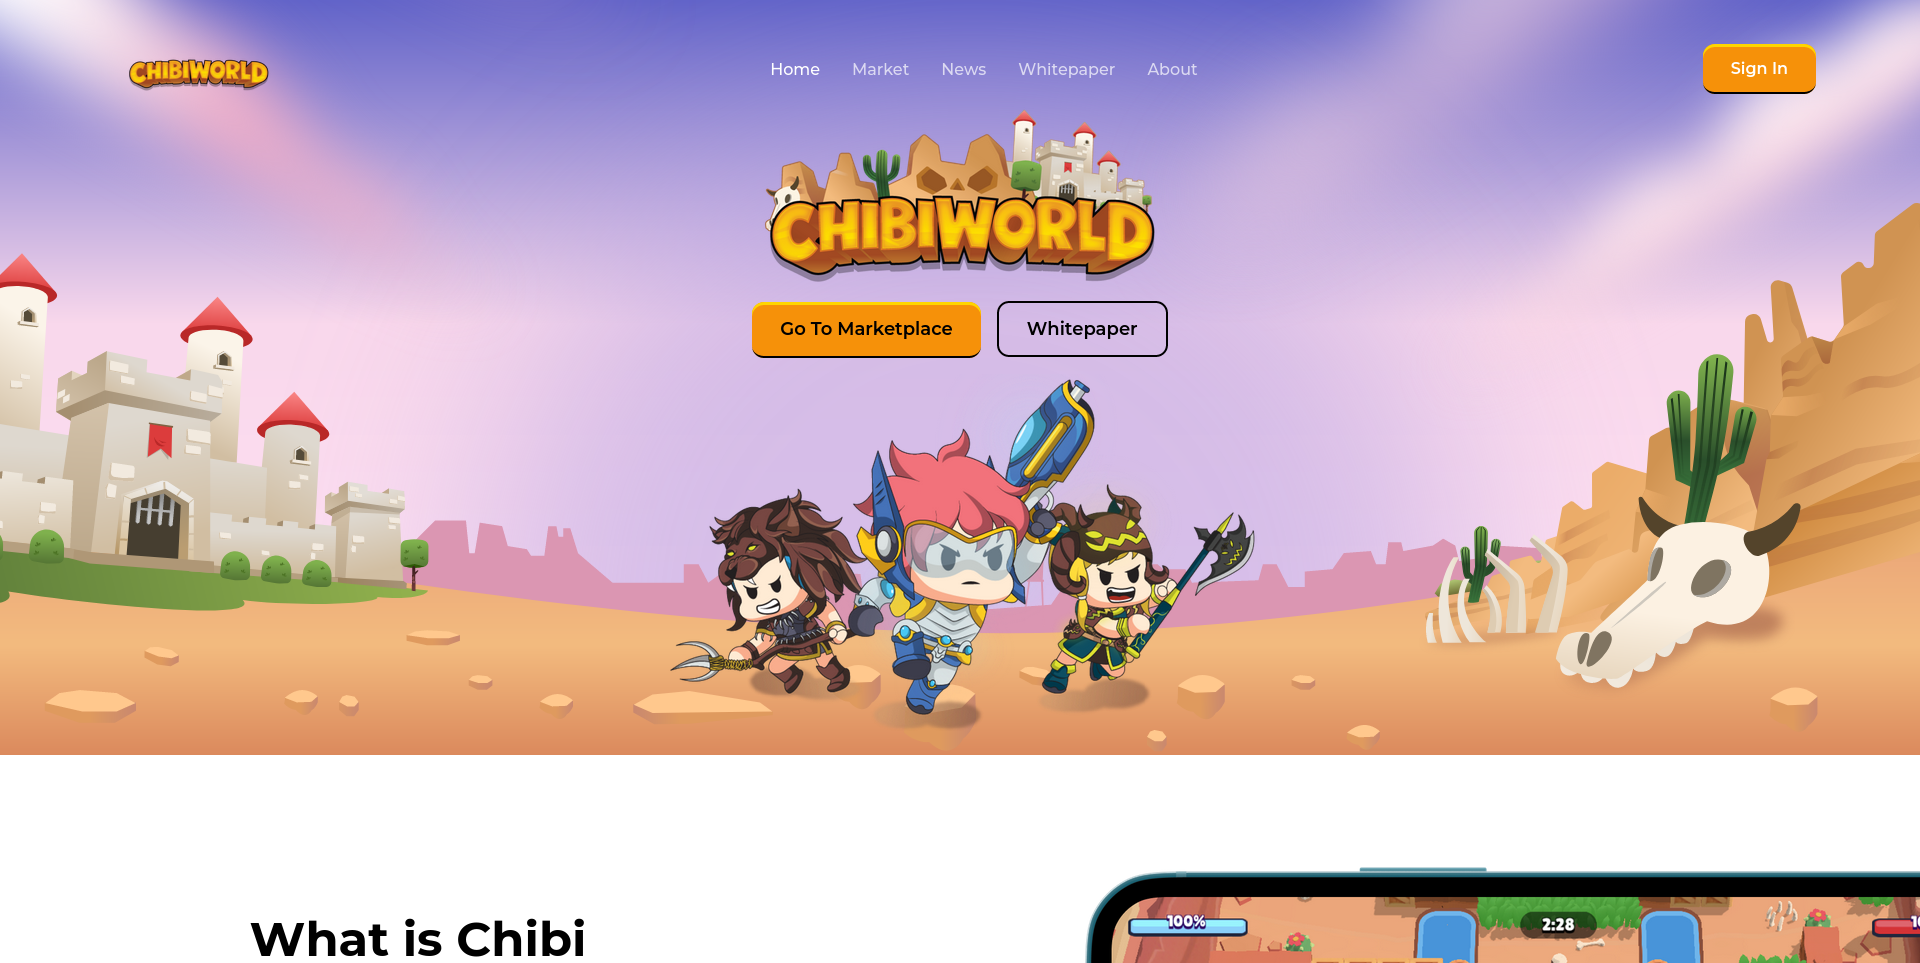 CHIBIWORLD
Home
Market
News
Whitepaper
About
Sign In
CHIBIWORLD
Go To Marketplace
Whitepaper
What is Chibi
100%
2:28